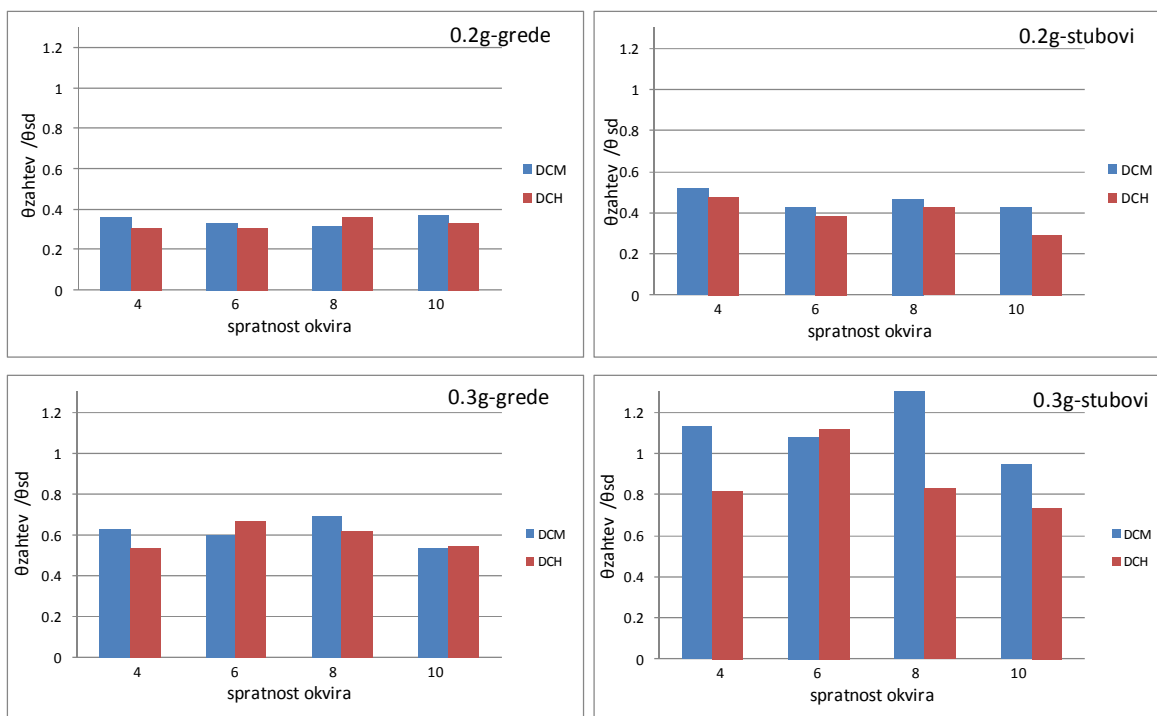 0.2g-grede
1.2
1
0.8
0.6
0.4
0.2
0
θzahtev /θsd
4 6 8 10
spratnost okvira
DCM
DCH
0.2g-stubovi
1.2
1
0.8
0.6
0.4
0.2
0
θzahtev /θsd
4 6 8 10
spratnost okvira
DCM
DCH
0.3g-grede
1.2
1
0.8
0.6
0.4
0.2
0
θzahtev /θsd
4 6 8 10
spratnost okvira
DCM
DCH
0.3g-stubovi
1.2
1
0.8
0.6
0.4
0.2
0
θzahtev /θsd
4 6 8 10
spratnost okvira
DCM
DCH